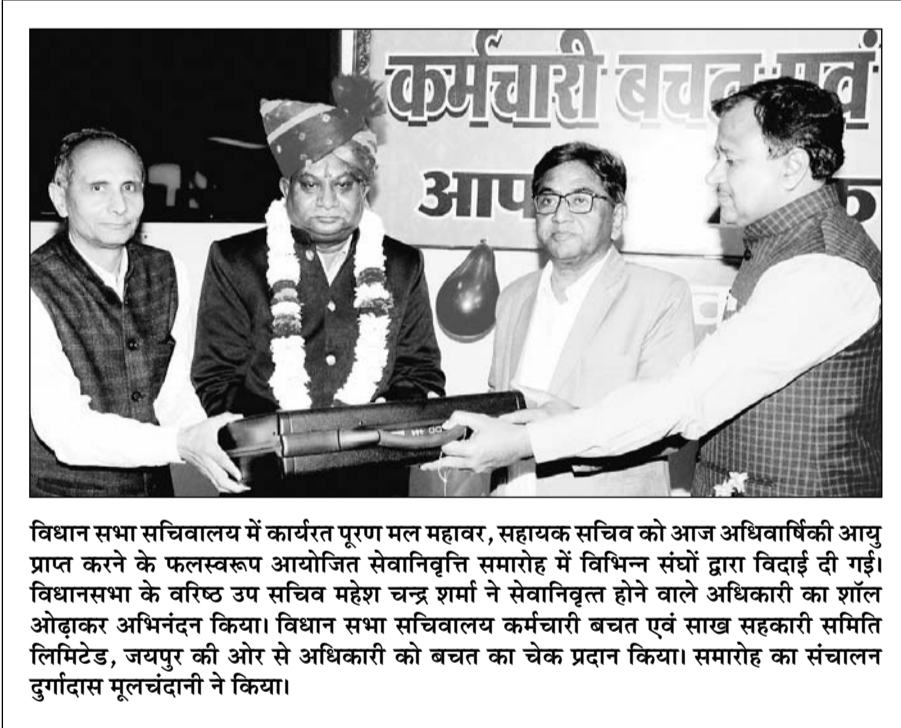 कर्मचारी बचत एवं
आप
विधान सभा सचिवालय में कार्यरत पूरण मल महावर, सहायक सचिव को आज अधिवार्षिकी आयु
प्राप्त करने के फलस्वरूप आयोजित सेवानिवृत्ति समारोह में विभिन्न संघों द्वारा विदाई दी गई।
विधानसभा के वरिष्ठ उप सचिव महेश चन्द्र शर्मा ने सेवानिवृत्त होने वाले अधिकारी का शॉल
ओढ़ाकर अभिनंदन किया। विधान सभा सचिवालय कर्मचारी बचत एवं साख सहकारी समिति
लिमिटेड, जयपुर की ओर से अधिकारी को बचत का चेक प्रदान किया। समारोह का संचालन
दुर्गादास मूलचंदानी ने किया।